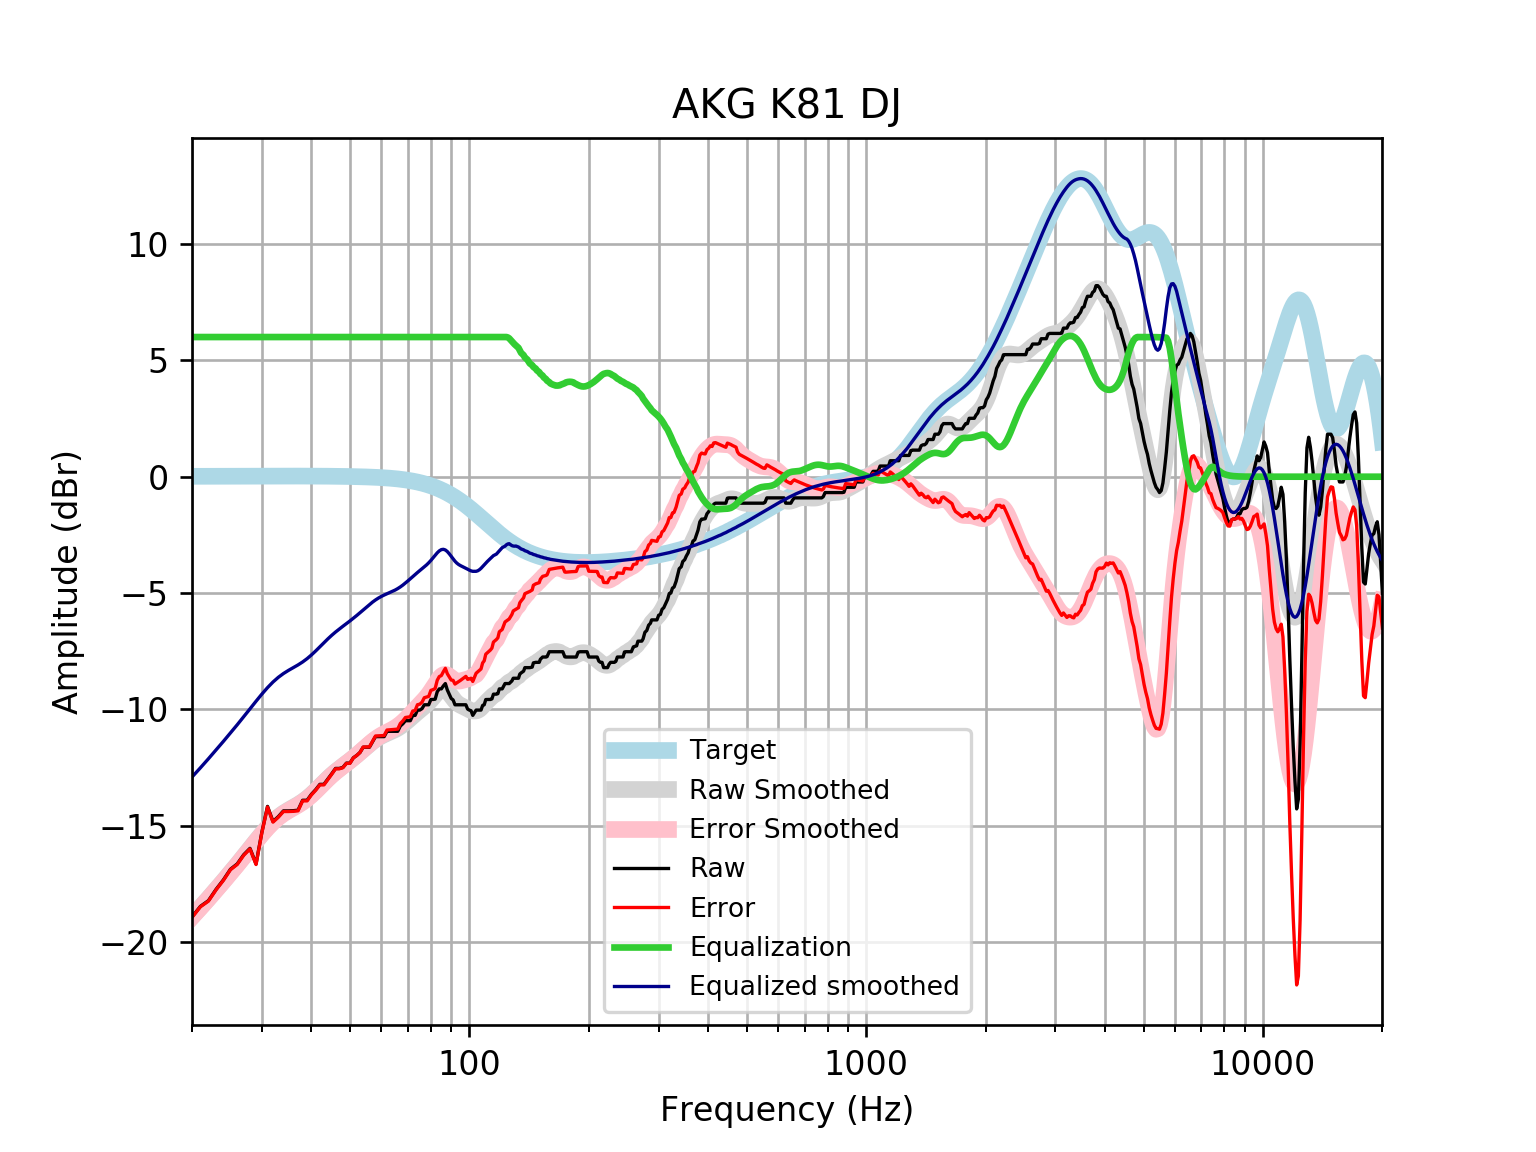 AKG K81 DJ
Amplitude (dBr)
10
5
0
−5
−10
−15
−20
Target
Raw Smoothed
Error Smoothed
Raw
Error
Equalization
Equalized smoothed
100
1000
10000
Frequency (Hz)